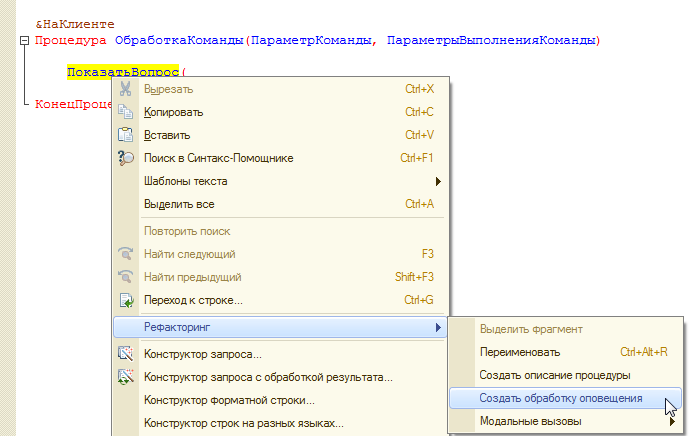 &НаКлиенте
Процедура ОбработкаКоманды(ПараметрКоманды, ПараметрыВыполненияКоманды)
ПоказатьВопрос(
КонецПроце
Вырезать Ctrl+X
Копировать Ctrl+C
Вставить Ctrl+V
Поиск в Синтакс-Помощнике Ctrl+F1
Шаблоны текста
Выделить все Ctrl+A
Повторить поиск
Найти следующий F3
Найти предыдущий Shift+F3
Переход к строке... Ctrl+G
Рефакторинг
Конструктор запроса...
Конструктор запроса с обработкой результата...
Конструктор форматной строки...
Конструктор строк на разных языках...
Выделить фрагмент
Переименовать Ctrl+Alt+R
Создать описание процедуры
Создать обработку оповещения
Модальные вызовы